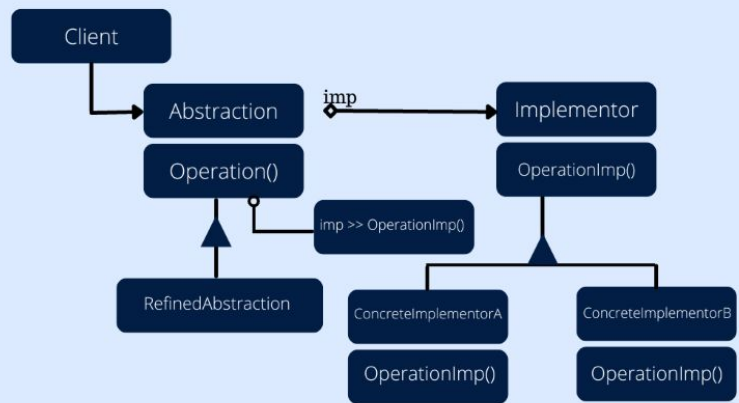 Client
Abstraction
imp
Implementor
Operation()
OperationImp()
imp >> OperationImp()
RefinedAbstraction
ConcreteImplementorA
ConcreteImplementorB
OperationImp()
OperationImp()